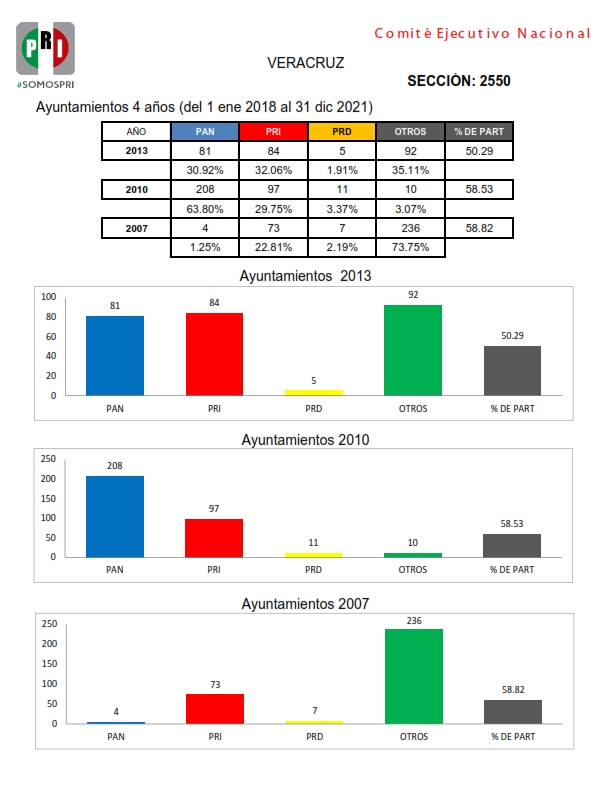 Comité Ejecutivo Nacional
PRI
#SOMOSPRI
VERACRUZ
SECCIÓN: 2550
Ayuntamientos 4 años (del 1 ene 2018 al 31 dic 2021)
AÑO PAN PRI PRD OTROS % DE PART
2013 81 84 5 92 50.29
30.92% 32.06% 1.91% 35.11%
2010 208 97 11 10 58.53
63.80% 29.75% 3.37% 3.07%
2007 4 73 7 236 58.82
1.25% 22.81% 2.19% 73.75%
Ayuntamientos 2013
100
80
60
40
20
0
81 84 5 92 50.29
PAN PRI PRD OTROS % DE PART
Ayuntamientos 2010
250
200
150
100
50
0
208 97 11 10 58.53
PAN PRI PRD OTROS % DE PART
Ayuntamientos 2007
250
200
150
100
50
0
4 73 7 236 58.82
PAN PRI PRD OTROS % DE PART